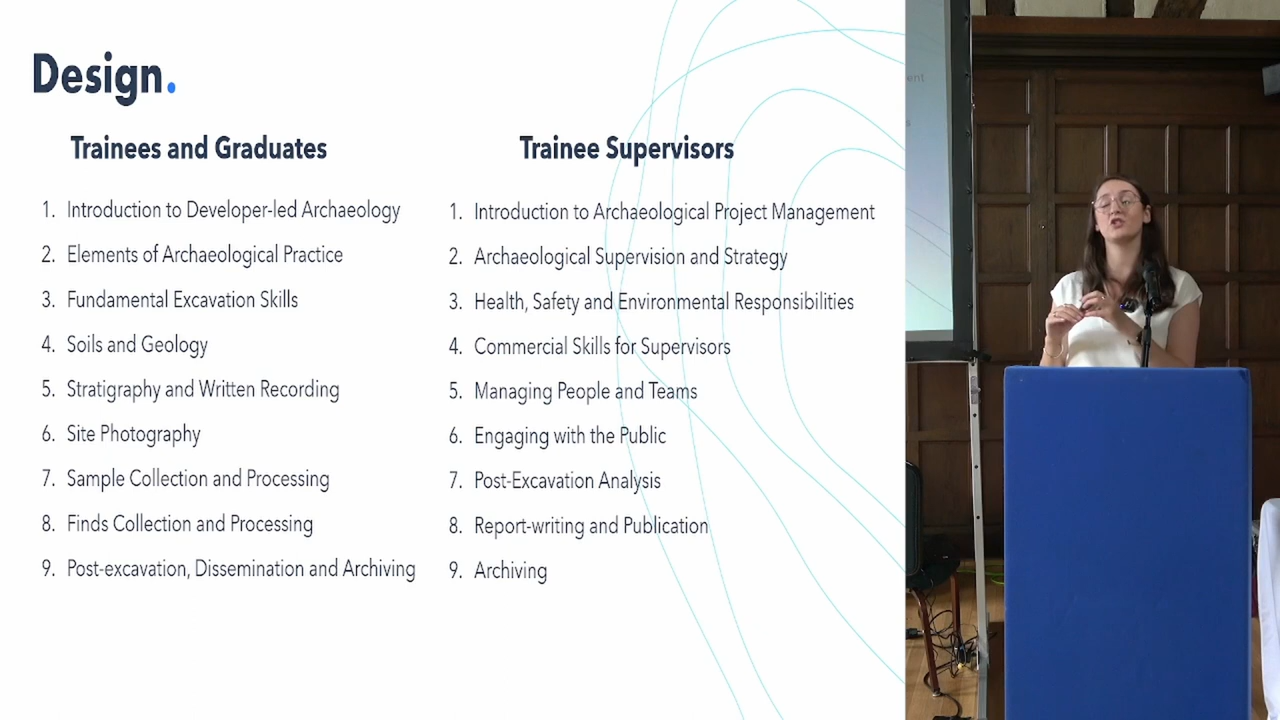 Design.
Trainees and Graduates
1. Introduction to Developer-led Archaeology
2. Elements of Archaeological Practice
3. Fundamental Excavation Skills
4. Soils and Geology
5. Stratigraphy and Written Recording
6. Site Photography
7. Sample Collection and Processing
8. Finds Collection and Processing
9. Post-excavation, Dissemination and Archiving
Trainee Supervisors
1. Introduction to Archaeological Project Management
2. Archaeological Supervision and Strategy
3. Health, Safety and Environmental Responsibilities
4. Commercial Skills for Supervisors
5. Managing People and Teams
6. Engaging with the Public
7. Post-Excavation Analysis
8. Report-writing and Publication
9. Archiving